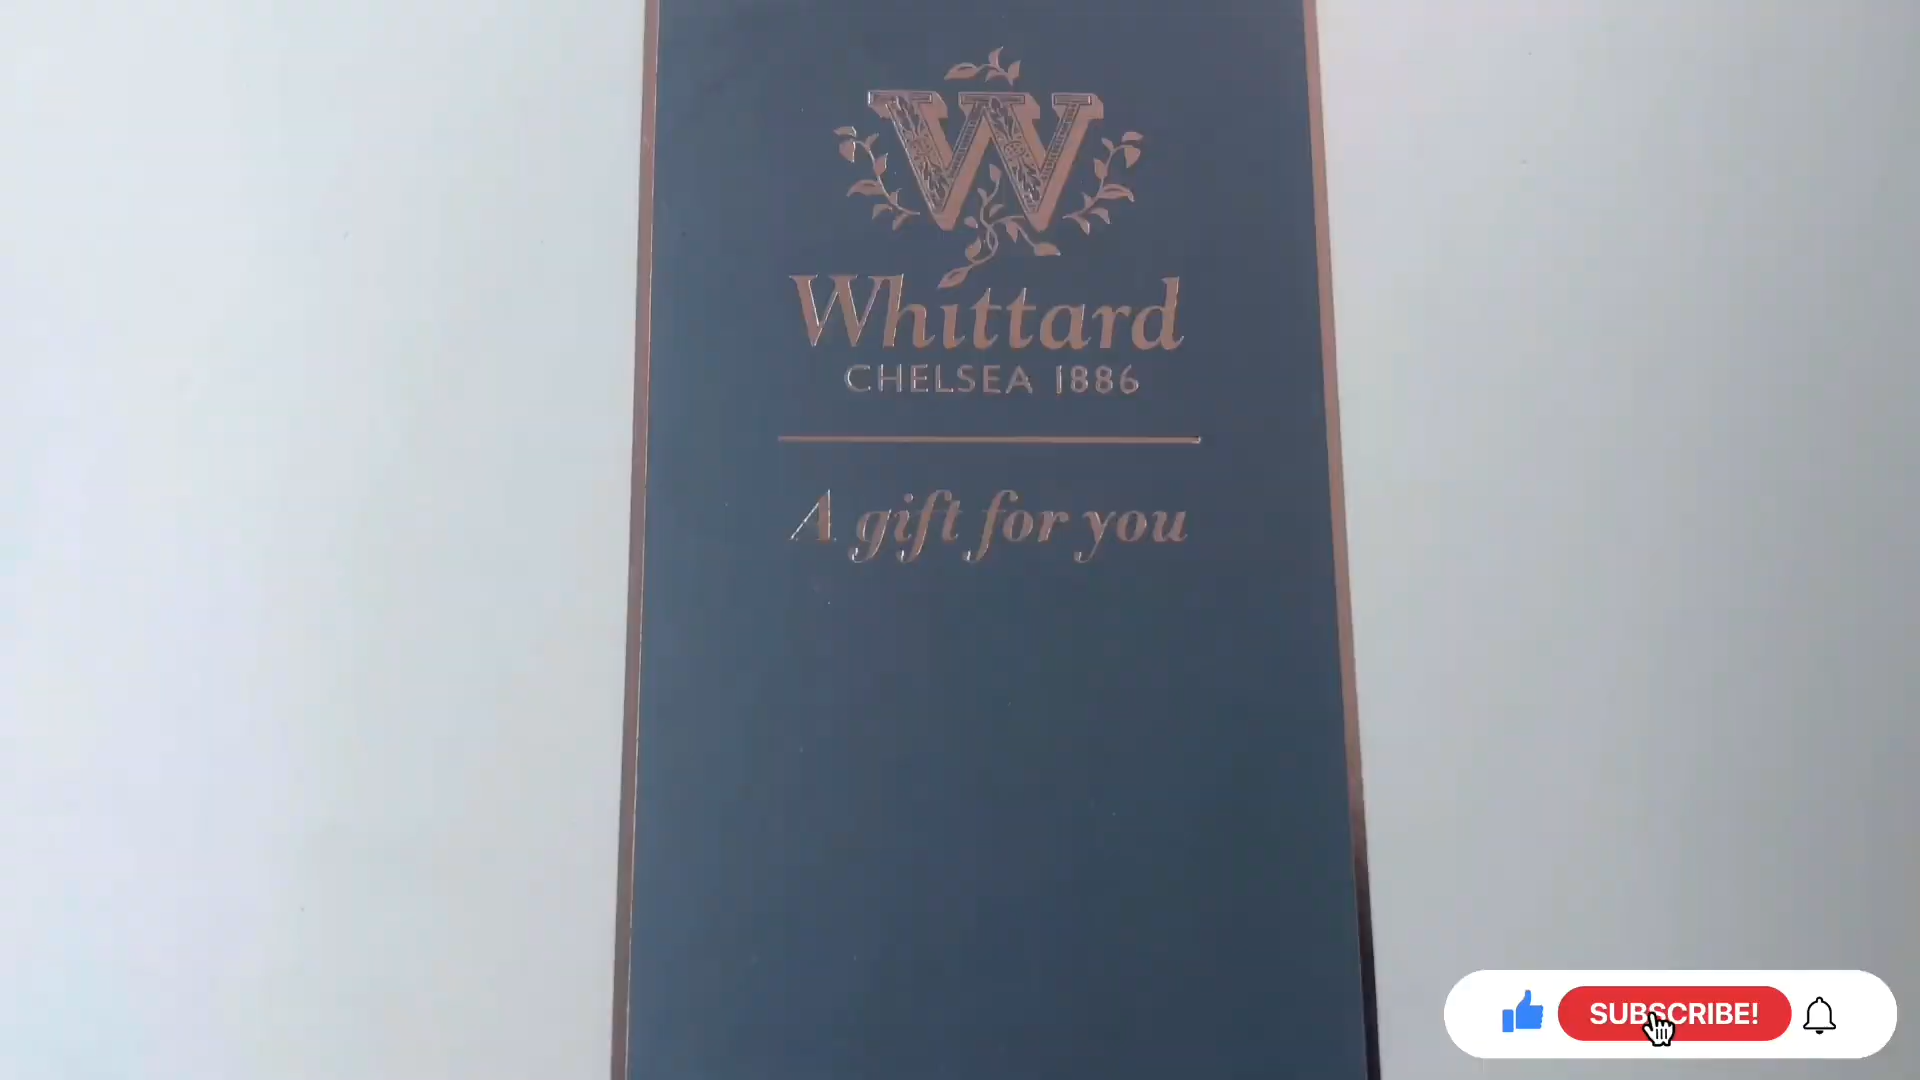 W
Whittard
CHELSEA 1886
A gift for you
SUBSCRIBE!